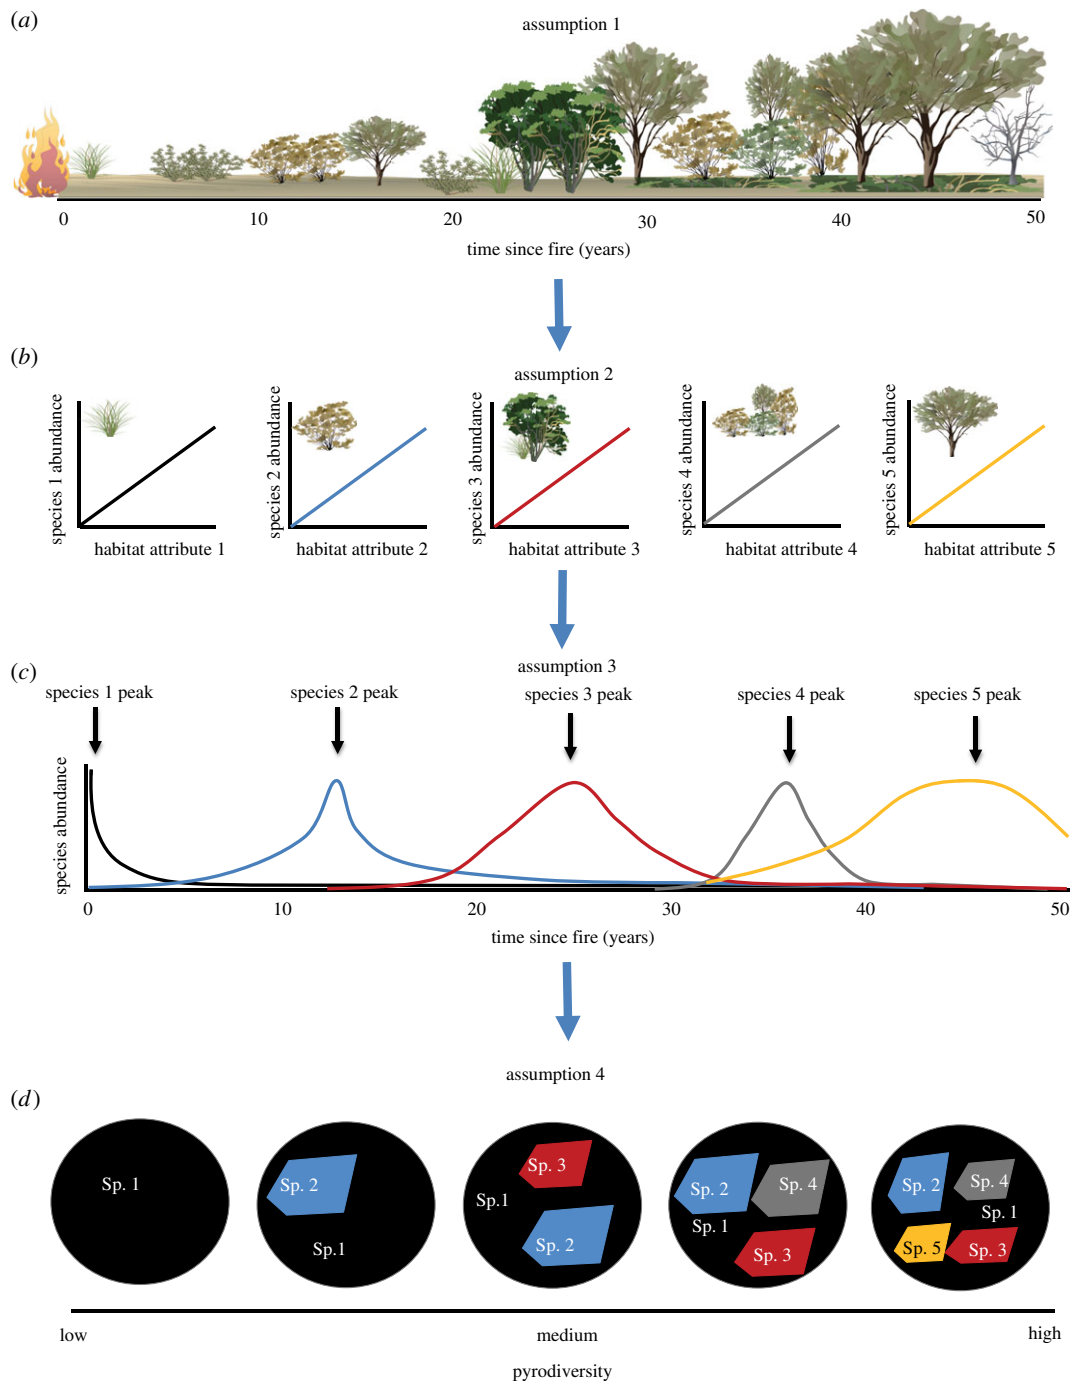 (a)
assumption 1
0 10 20 30 40 50
time since fire (years)
(b)
assumption 2
species 1 abundance
habitat attribute 1
species 2 abundance
habitat attribute 2
species 3 abundance
habitat attribute 3
species 4 abundance
habitat attribute 4
species 5 abundance
habitat attribute 5
(c)
assumption 3
species 1 peak
species 2 peak
species 3 peak
species 4 peak
species 5 peak
species abundance
0 10 20 30 40 50
time since fire (years)
assumption 4
(d)
Sp. 1
Sp. 2
Sp.1
Sp. 3
Sp.1
Sp. 2
Sp. 2
Sp. 4
Sp. 1
Sp. 3
Sp. 2
Sp. 4
Sp. 1
Sp. 5
Sp. 3
low medium high
pyrodiversity